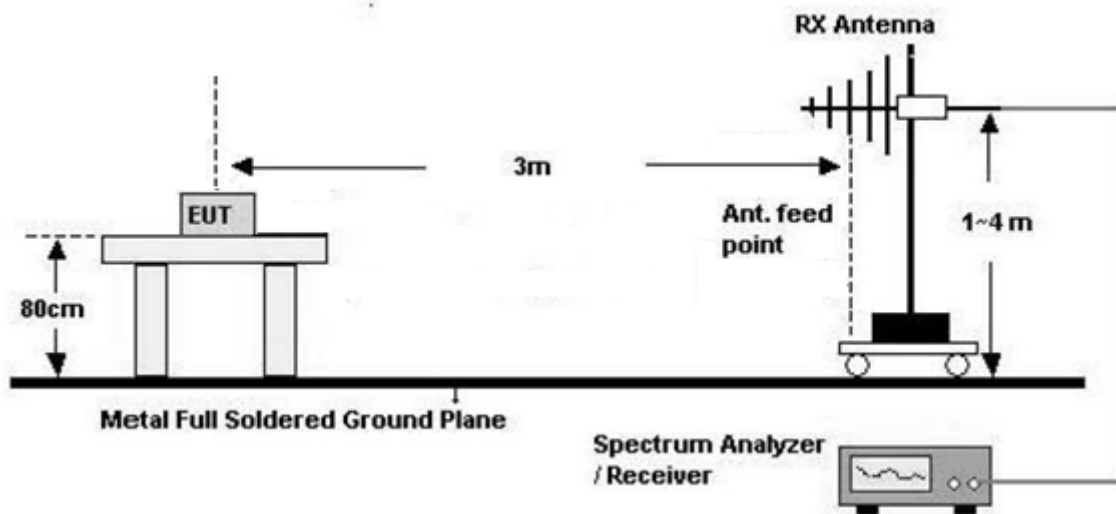 RX Antenna
3m
EUT
Ant. feed
point
1~4 m
80cm
Metal Full Soldered Ground Plane
Spectrum Analyzer
/ Receiver